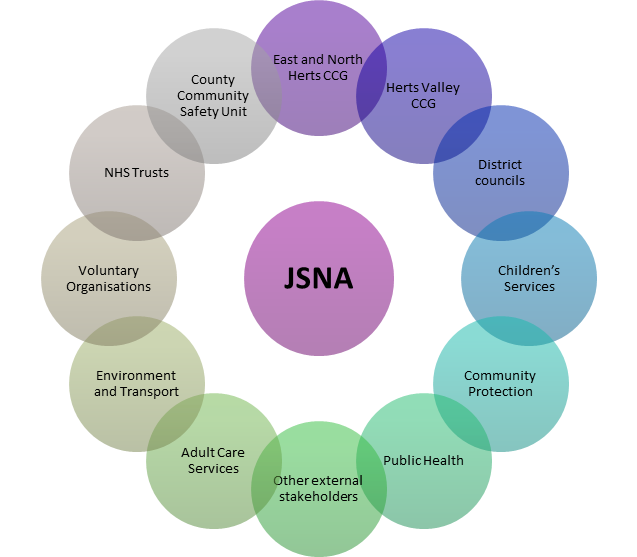 East and North
Herts CCG
Herts Valley
CCG
District
councils
Children's
Services
Community
Protection
Public Health
Other external
stakeholders
Adult Care
Services
Environment
and Transport
Voluntary
Organisations
NHS Trusts
County
Community
Safety Unit
JSNA